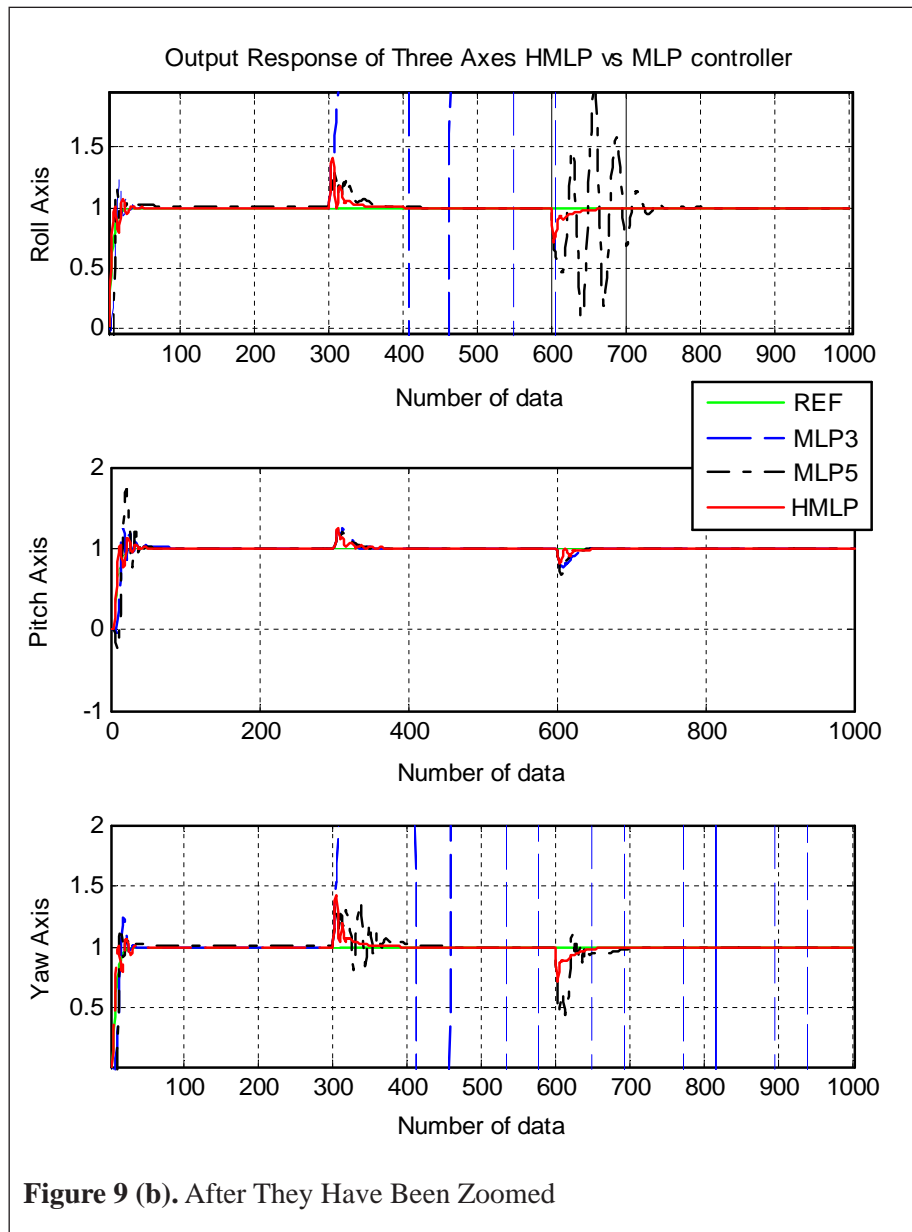 Output Response of Three Axes HMLP vs MLP controller
Roll Axis
1.5
1
0.5
0
100 200 300 400 500 600 700 800 900 1000
Number of data
REF
MLP3
MLP5
HMLP
Pitch Axis
2
1
0
-1
0 200 400 600 800 1000
Number of data
Yaw Axis
2
1.5
1
0.5
100 200 300 400 500 600 700 800 900 1000
Number of data
Figure 9 (b). After They Have Been Zoomed